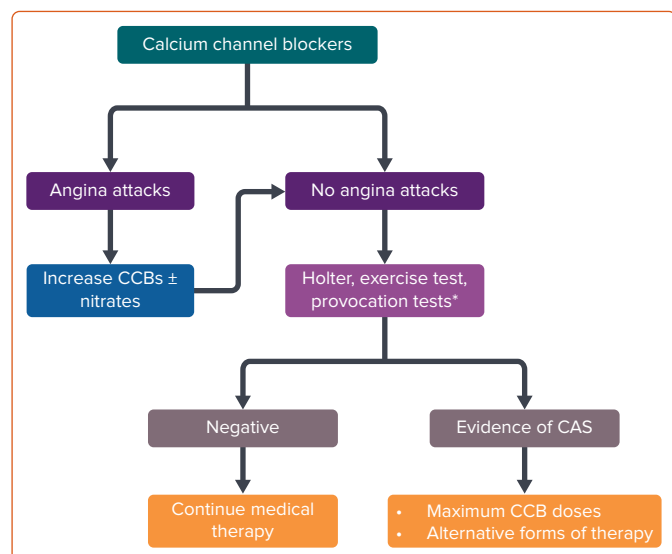 Calcium channel blockers
Angina attacks
No angina attacks
Increase CCBs ±
nitrates
Holter, exercise test,
provocation tests*
Negative
Evidence of CAS
Continue medical
therapy
• Maximum CCB doses
• Alternative forms of therapy